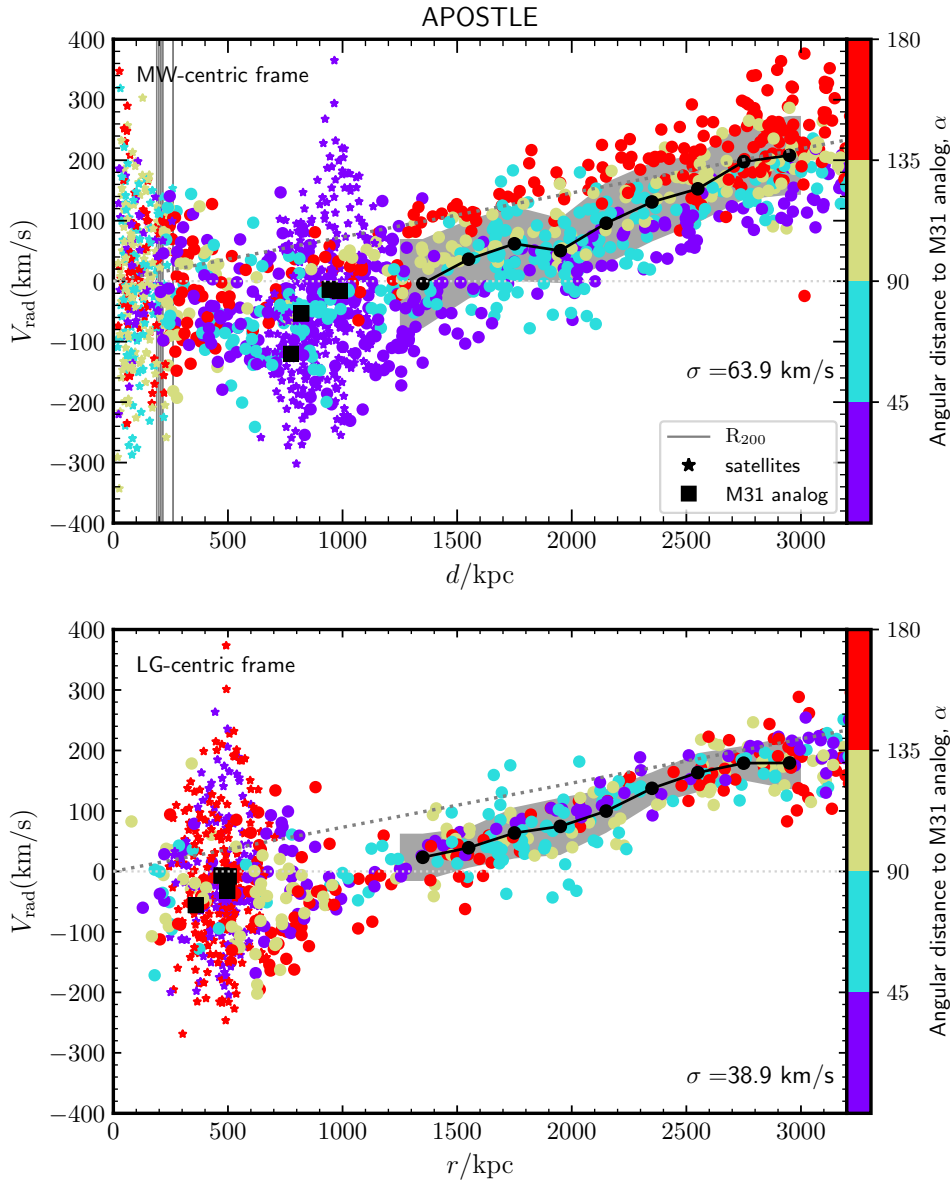 APOSTLE
MW-centric frame
400
300
200
100
0
−100
−200
−300
−400
V_rad(km/s)
σ =63.9 km/s
R_200
satellites
M31 analog
0
500
1000
1500
2000
2500
3000
d/kpc
180
135
90
45
Angular distance to M31 analog, α
LG-centric frame
400
300
200
100
0
−100
−200
−300
−400
V_rad(km/s)
σ =38.9 km/s
0
500
1000
1500
2000
2500
3000
r/kpc
180
135
90
45
Angular distance to M31 analog, α